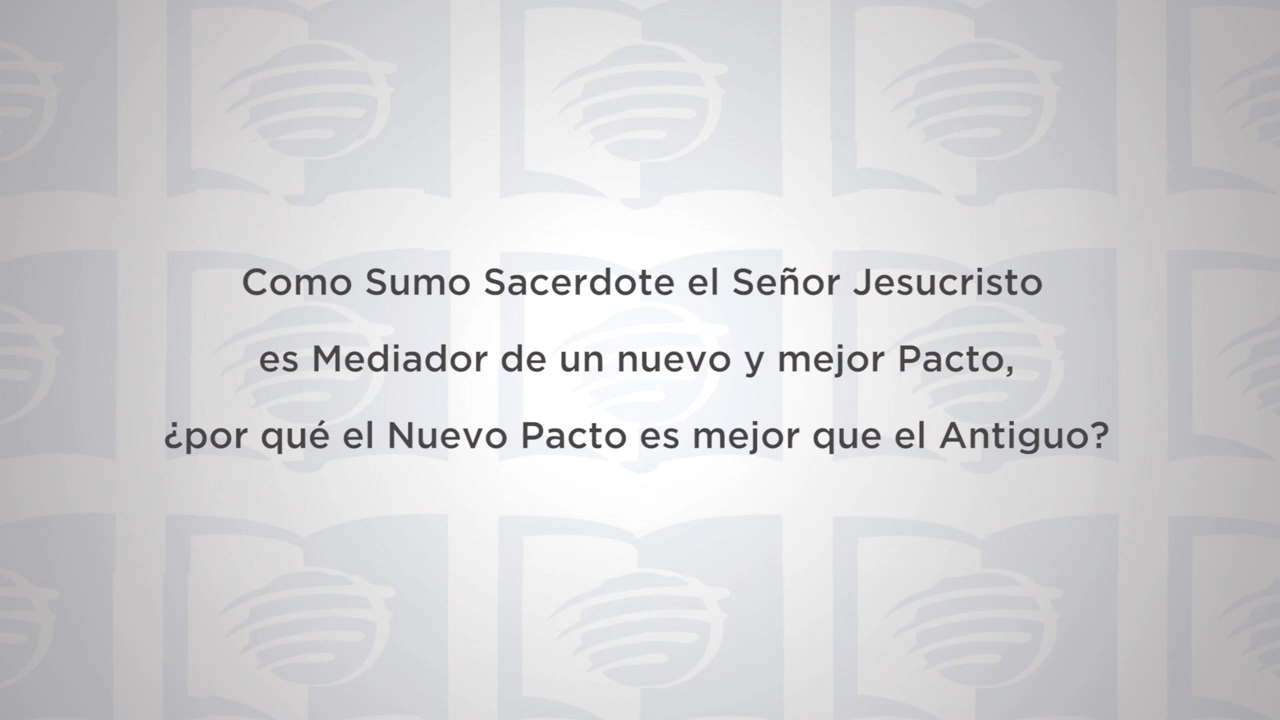 Como Sumo Sacerdote el Señor Jesucristo
es Mediador de un nuevo y mejor Pacto,
¿por qué el Nuevo Pacto es mejor que el Antiguo?